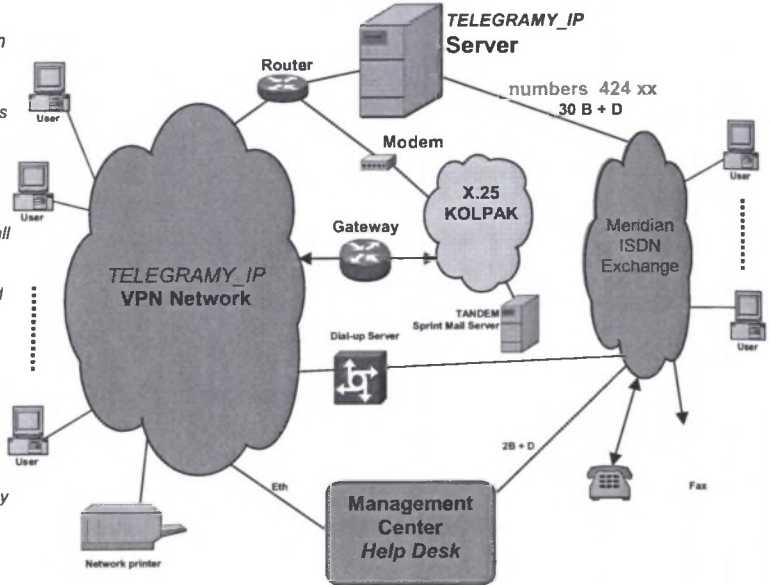 TELEGRAMY_IP
Server
Router
numbers 424 xx
30 B + D
User
Modem
User
User
X.25
KOLPAK
Gateway
Meridian
ISDN
Exchange
TELEGRAMY_IP
VPN Network
TANDEM
Sprint Mail Server
Dial-up Server
User
User
2B + D
Eth
Fax
Management
Center
Help Desk
Network printer